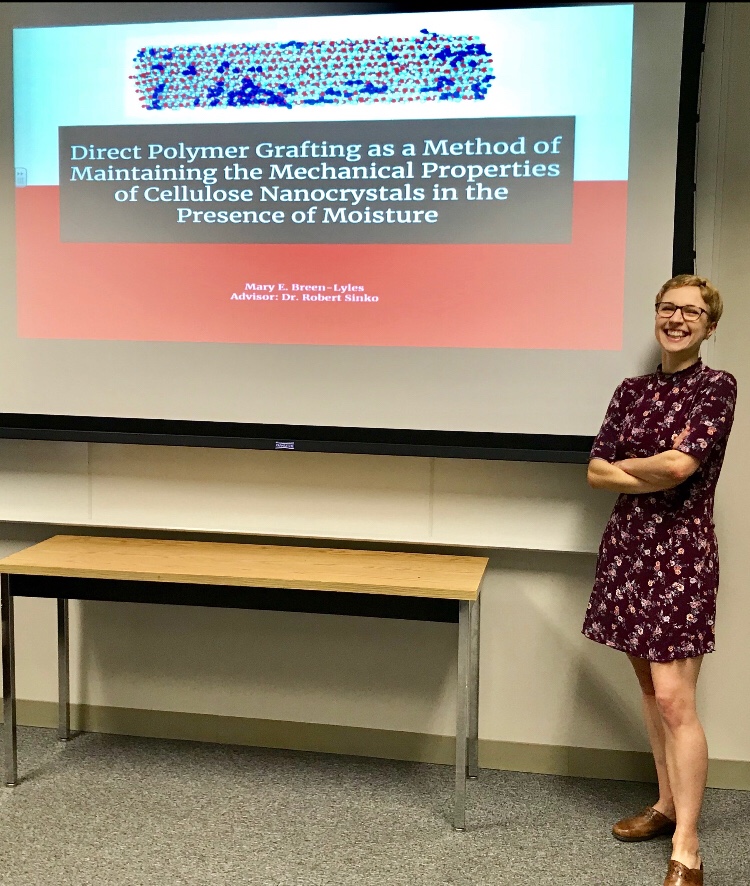 Direct Polymer Grafting as a Method of
Maintaining the Mechanical Properties
of Cellulose Nanocrystals in the
Presence of Moisture
Mary E. Breen-Lyles
Advisor: Dr. Robert Sinko